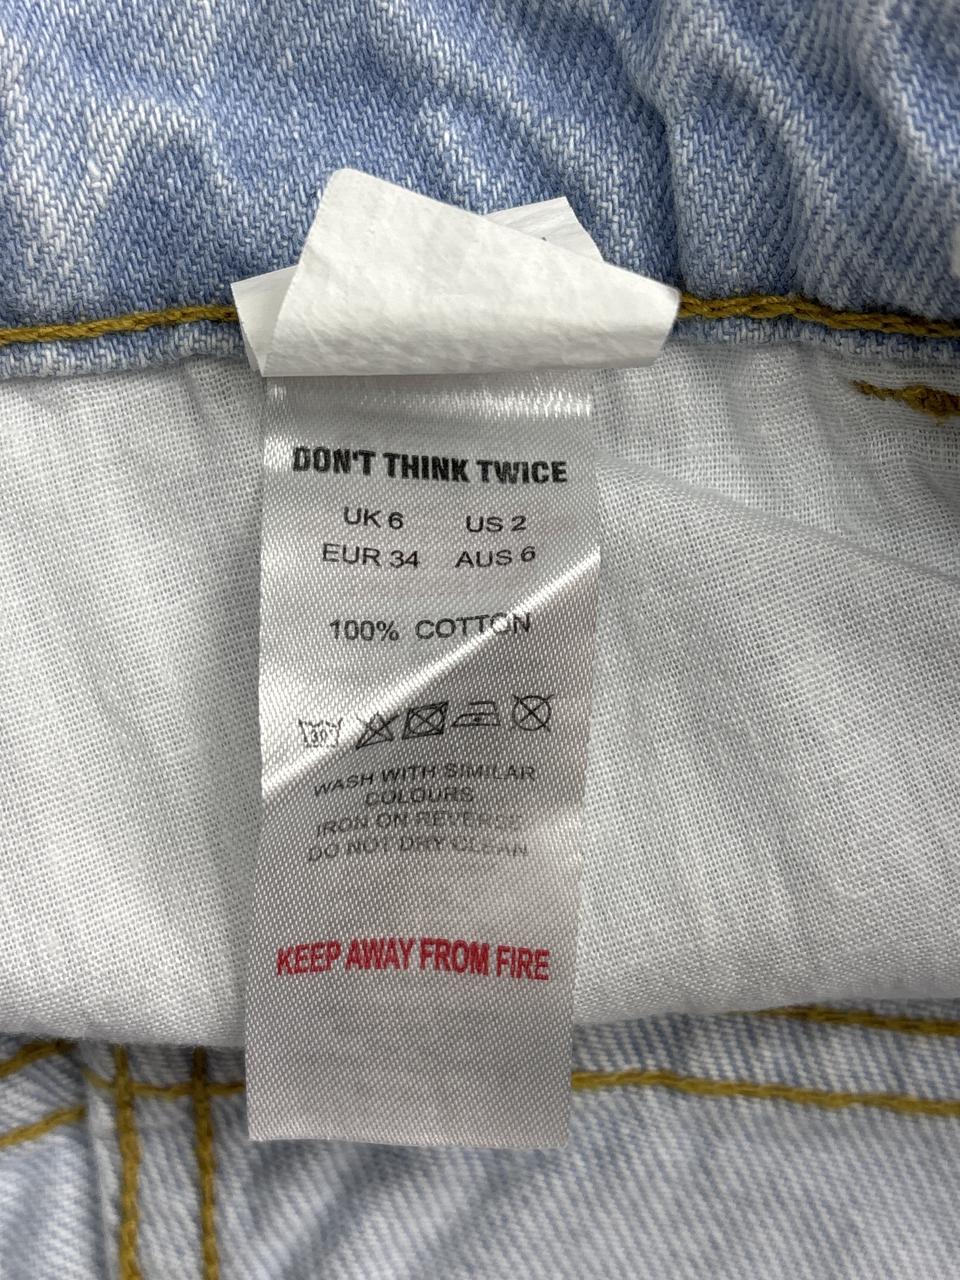 DON'T THINK TWICE
UK 6 US 2
EUR 34 AUS 6
100% COTTON
30°
WASH WITH SIMILAR
COLOURS
IRON ON REVERSE
DO NOT DRY CLEAN
KEEP AWAY FROM FIRE